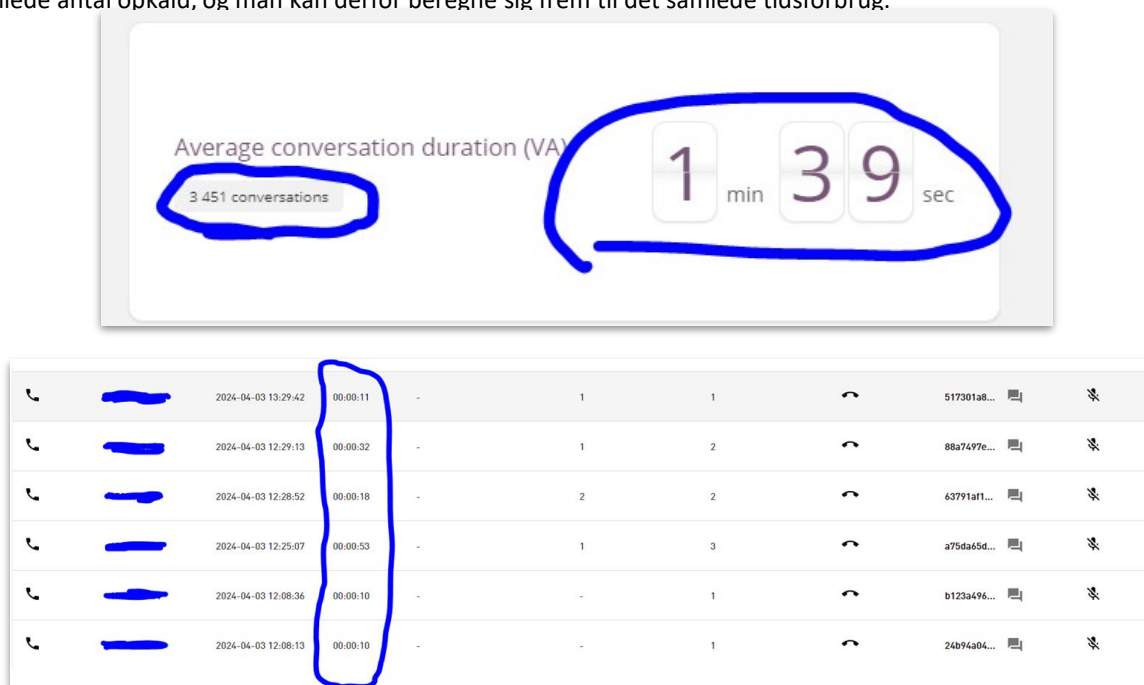 antal opkald, og man kan derfor beregne sig frem til det samlede tidsforbrug.
Average conversation duration (VA)
3 451 conversations
1 min 39 sec
2024-04-03 13:29:42 00:00:11 - 1 1 517301a8...
2024-04-03 12:29:13 00:00:32 - 1 2 88a7497e...
2024-04-03 12:28:52 00:00:18 - 2 2 63791af1...
2024-04-03 12:25:07 00:00:53 - 1 3 a75da65d...
2024-04-03 12:08:36 00:00:10 - - 1 b123a496...
2024-04-03 12:08:13 00:00:10 - - 1 24b94a04...